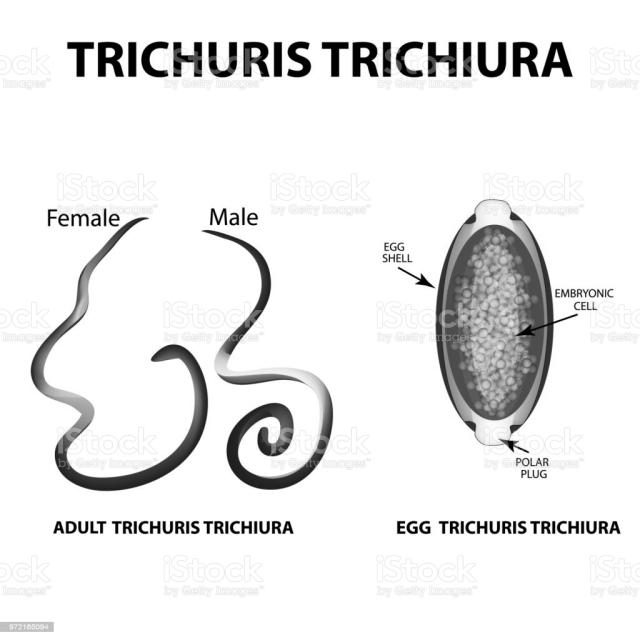 TRICHURIS TRICHIURA
Female
Male
EGG
SHELL
EMBRYONIC
CELL
POLAR
PLUG
ADULT TRICHURIS TRICHIURA
EGG TRICHURIS TRICHIURA
iStock
by Getty Images™
972165094